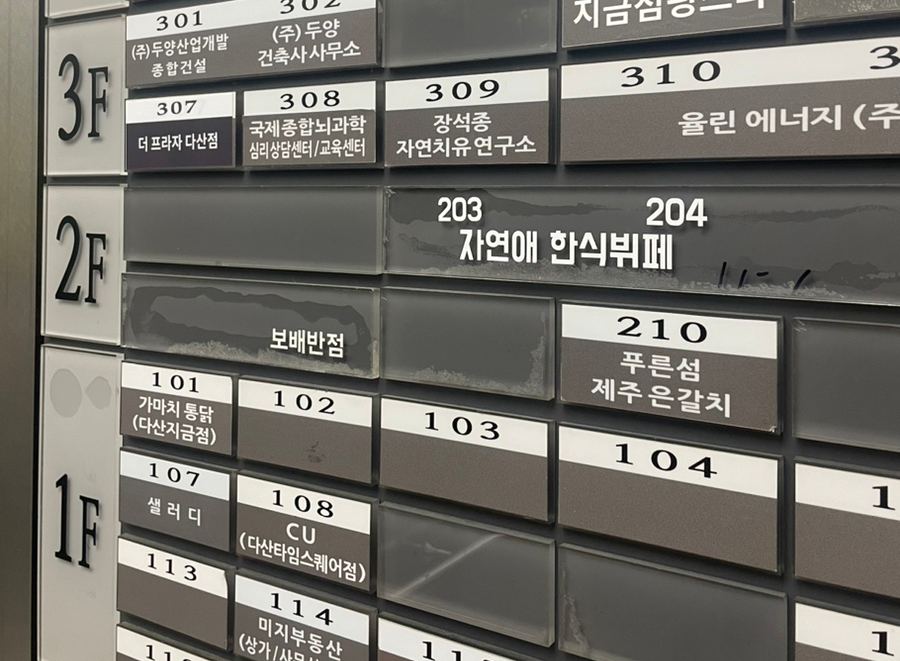 3F
301
(주)두양산업개발
종합건설
302
(주)두양
건축사사무소
307
더 프라자 다산점
308
국제종합뇌과학
심리상담센터/교육센터
309
장석종
자연치유연구소
310
율린 에너지 (주
2F
203
204
자연애 한식뷔페
보배반점
210
푸른섬
제주은갈치
1F
101
가마치 통닭
(다산지금점)
102
103
104
107
샐러디
108
CU
(다산타임스퀘어점)
113
114
미지부동산